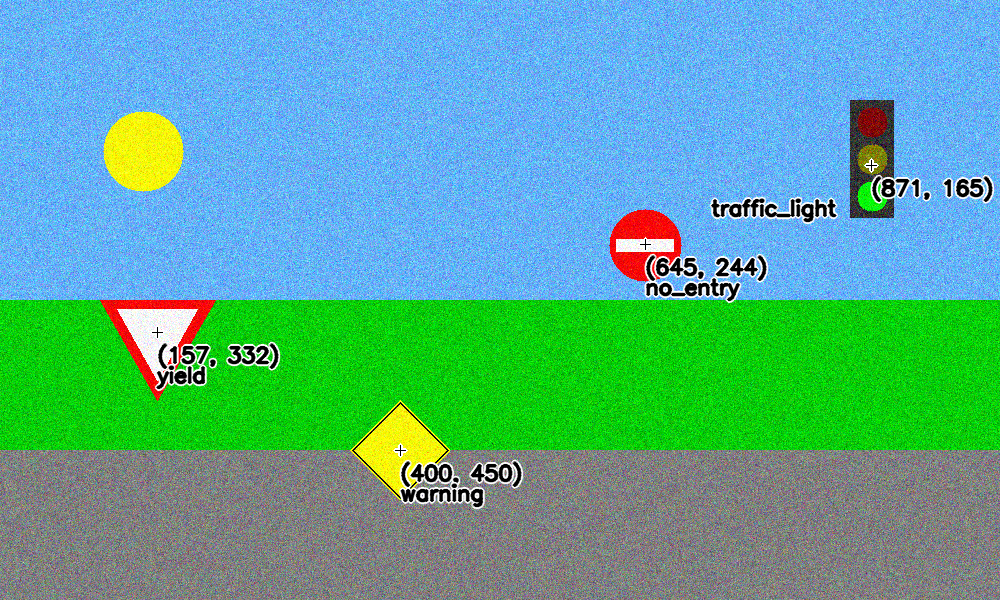 (871, 165)
traffic_light
(645, 244)
no_entry
(157, 332)
yield
(400, 450)
warning